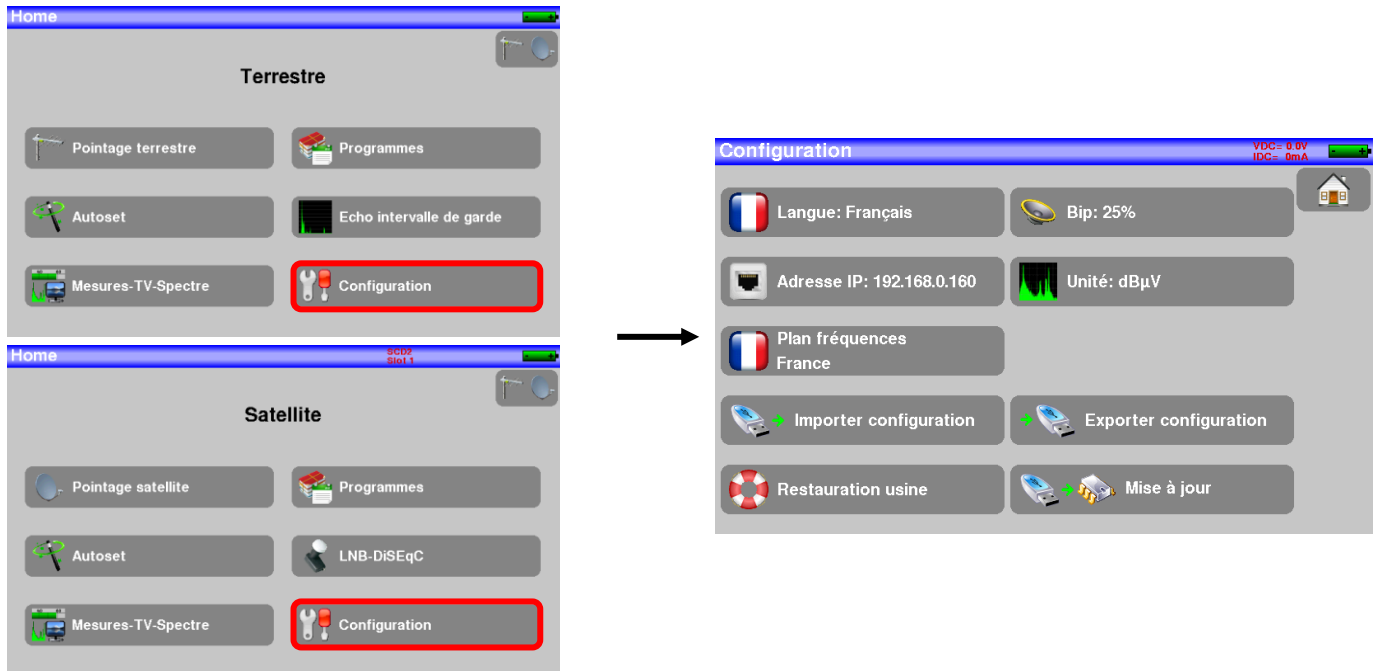 Home
Terrestre
Pointage terrestre
Programmes
Autoset
Echo intervalle de garde
Mesures-TV-Spectre
Configuration
Home
SCD2
Slot 1
Satellite
Pointage satellite
Programmes
Autoset
LNB-DiSEqC
Mesures-TV-Spectre
Configuration
Configuration
VDC= 0.0V
IDC= 0mA
Langue: Français
Bip: 25%
Adresse IP: 192.168.0.160
Unité: dBµV
Plan fréquences
France
Importer configuration
Exporter configuration
Restauration usine
Mise à jour